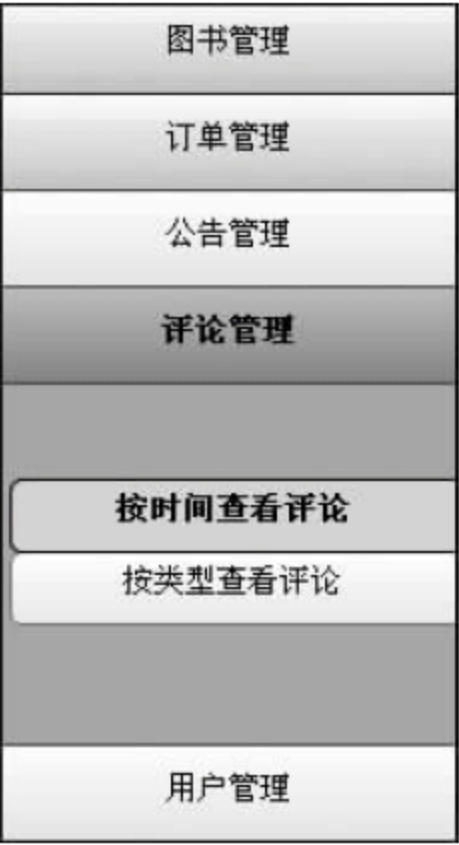 图书管理
订单管理
公告管理
评论管理
按时间查看评论
按类型查看评论
用户管理